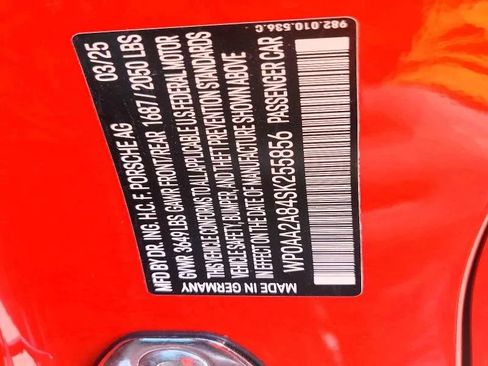 03/25
MFD BY DR. ING. H.C. F. PORSCHE AG
GVWR 3649 LBS GAWR FRONT/REAR 1687/2050 LBS
THIS VEHICLE CONFORMS TO ALL APPLICABLE U.S. FEDERAL MOTOR
VEHICLE SAFETY, BUMPER, AND THEFT PREVENTION STANDARDS
IN EFFECT ON THE DATE OF MANUFACTURE SHOWN ABOVE
WP0AA2A84SK255856 PASSENGER CAR
MADE IN GERMANY
982.010.536.C